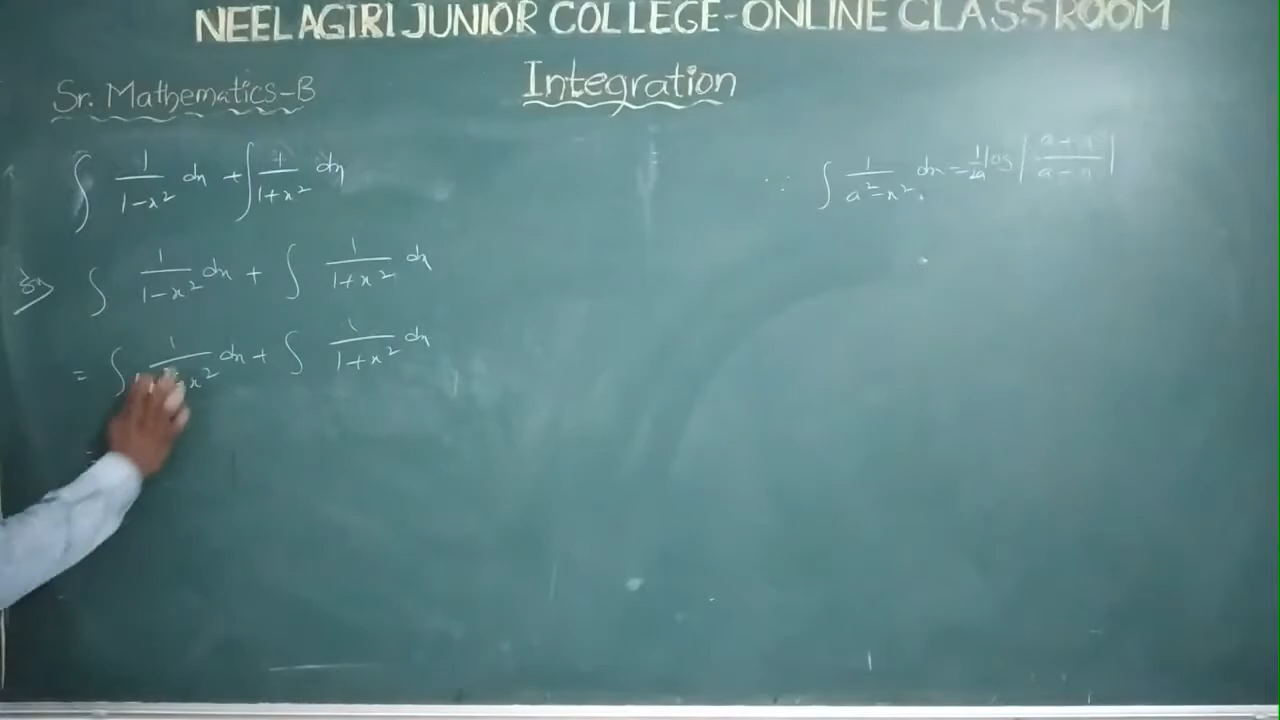 NEELAGIRI JUNIOR COLLEGE-ONLINE CLASS ROOM
Integration
Sr. Mathematics-B
∫ 1/(1-x²) dx + ∫ 1/(1+x²) dx
∵ ∫ 1/(a²-x²) dx = 1/2a log |(a+x)/(a-x)|
Sol ∫ 1/(1-x²) dx + ∫ 1/(1+x²) dx
= ∫ 1/ x² dx + ∫ 1/(1+x²) dx